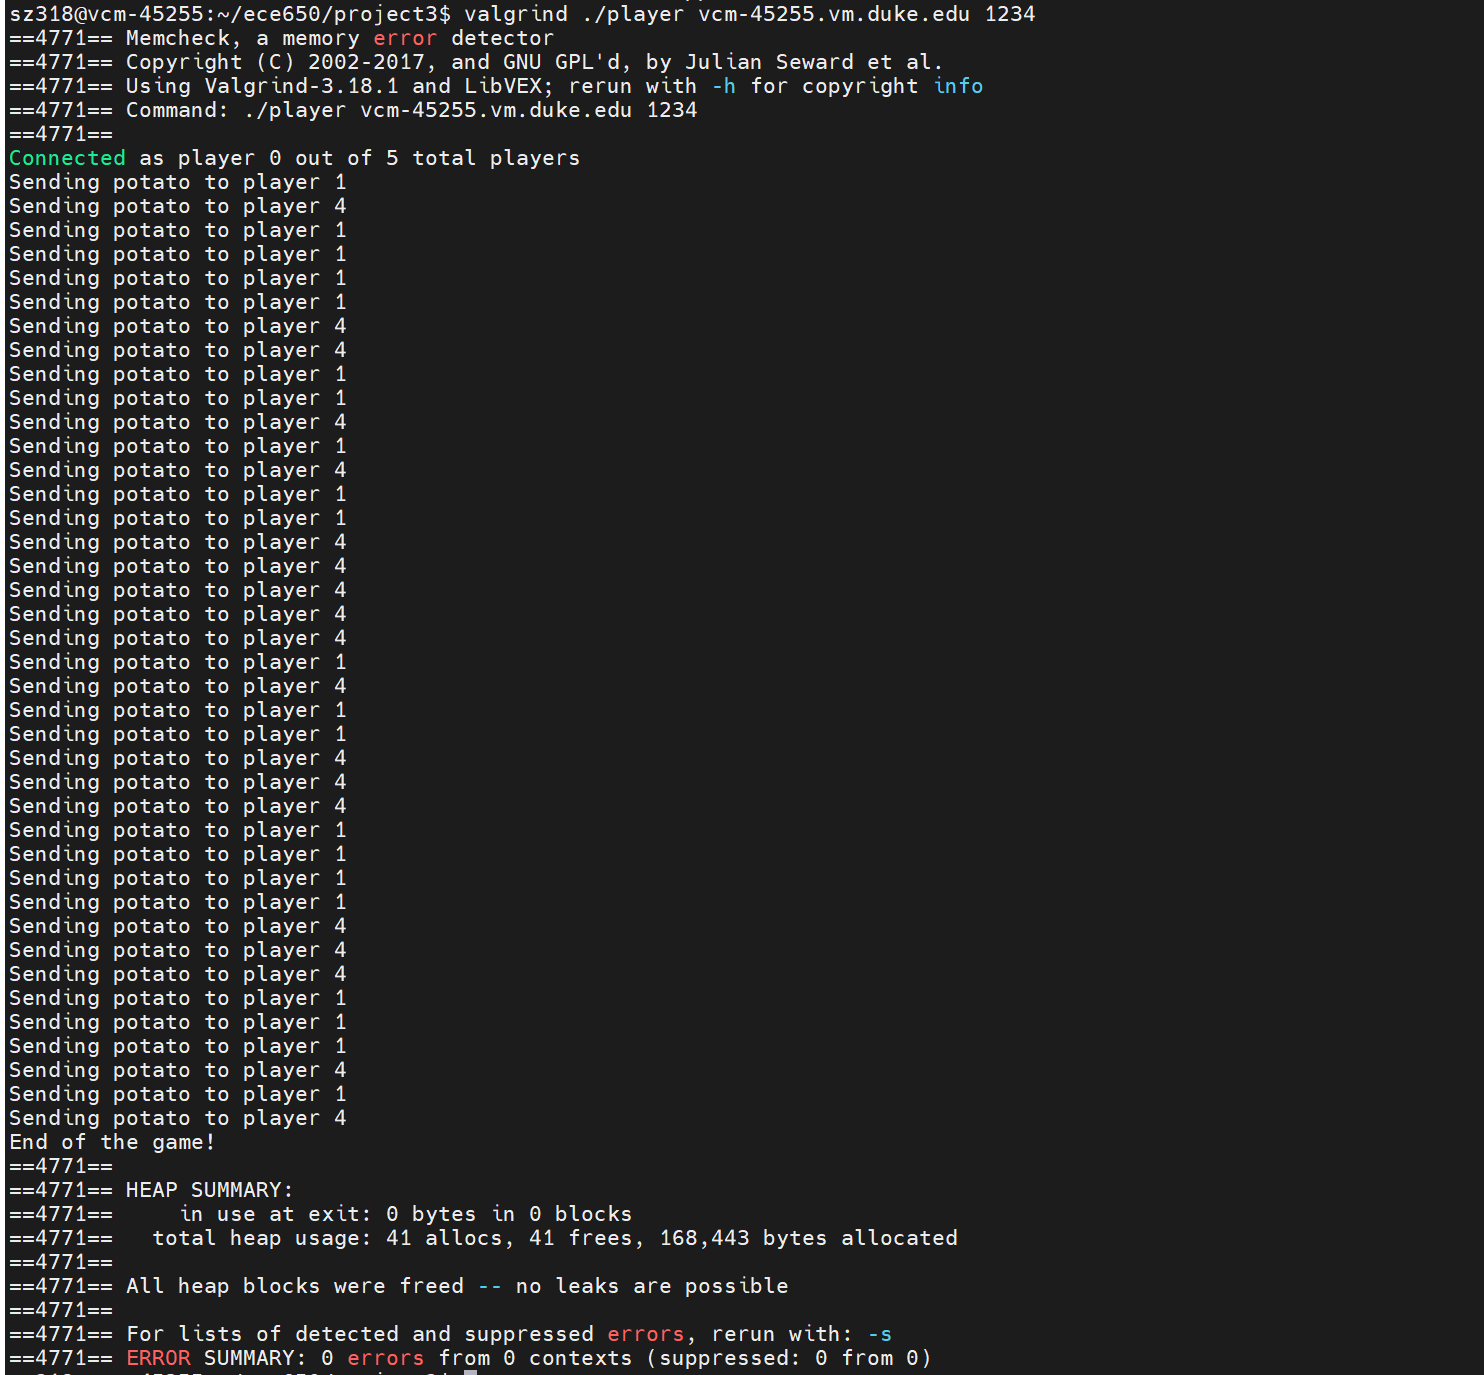 sz318@vcm-45255:~/ece650/project3$ valgrind ./player vcm-45255.vm.duke.edu 1234
==4771== Memcheck, a memory error detector
==4771== Copyright (C) 2002-2017, and GNU GPL'd, by Julian Seward et al.
==4771== Using Valgrind-3.18.1 and LibVEX; rerun with -h for copyright info
==4771== Command: ./player vcm-45255.vm.duke.edu 1234
==4771==
Connected as player 0 out of 5 total players
Sending potato to player 1
Sending potato to player 4
Sending potato to player 1
Sending potato to player 1
Sending potato to player 1
Sending potato to player 1
Sending potato to player 4
Sending potato to player 4
Sending potato to player 1
Sending potato to player 1
Sending potato to player 4
Sending potato to player 1
Sending potato to player 4
Sending potato to player 1
Sending potato to player 1
Sending potato to player 4
Sending potato to player 4
Sending potato to player 4
Sending potato to player 4
Sending potato to player 4
Sending potato to player 1
Sending potato to player 4
Sending potato to player 1
Sending potato to player 1
Sending potato to player 4
Sending potato to player 4
Sending potato to player 4
Sending potato to player 1
Sending potato to player 1
Sending potato to player 1
Sending potato to player 1
Sending potato to player 4
Sending potato to player 4
Sending potato to player 4
Sending potato to player 1
Sending potato to player 1
Sending potato to player 1
Sending potato to player 4
Sending potato to player 1
Sending potato to player 4
End of the game!
==4771==
==4771== HEAP SUMMARY:
==4771==     in use at exit: 0 bytes in 0 blocks
==4771==   total heap usage: 41 allocs, 41 frees, 168,443 bytes allocated
==4771==
==4771== All heap blocks were freed -- no leaks are possible
==4771==
==4771== For lists of detected and suppressed errors, rerun with: -s
==4771== ERROR SUMMARY: 0 errors from 0 contexts (suppressed: 0 from 0)